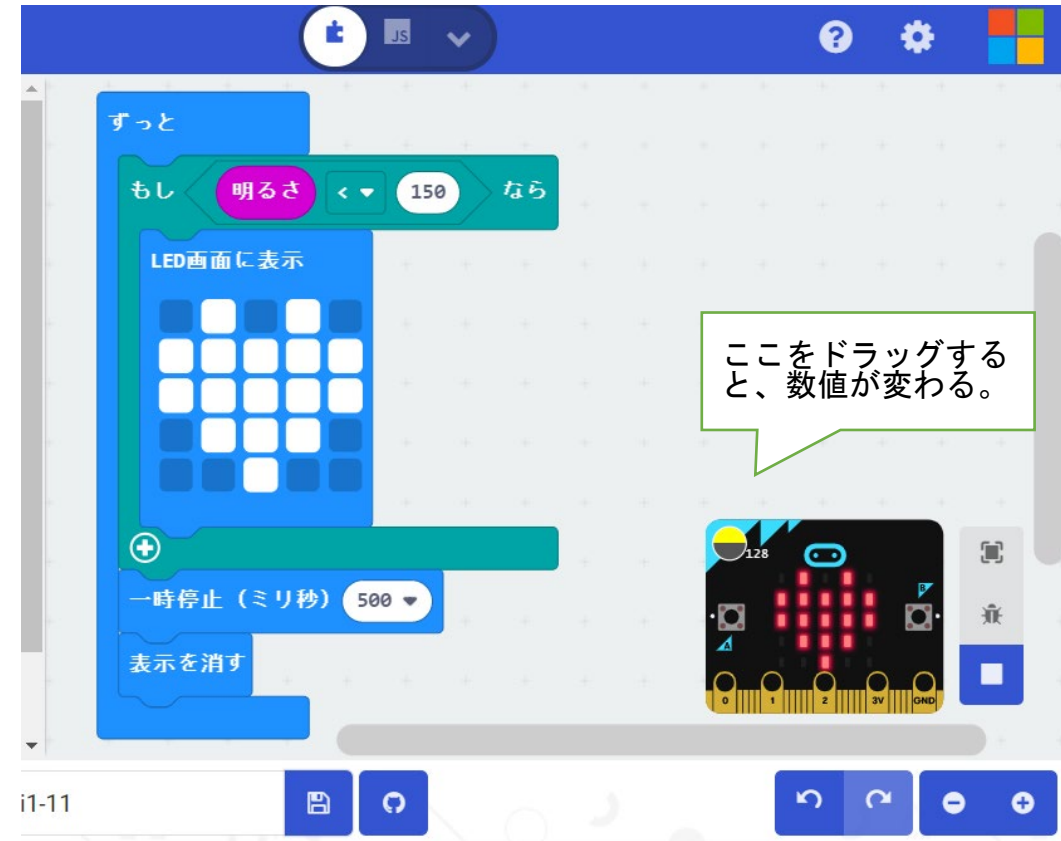 JS
ずっと
もし 明るさ < 150 なら
LED画面に表示
ここをドラッグする
と、数値が変わる。
128
B
A
0 1 2 3V GND
一時停止（ミリ秒） 500
表示を消す
i1-11